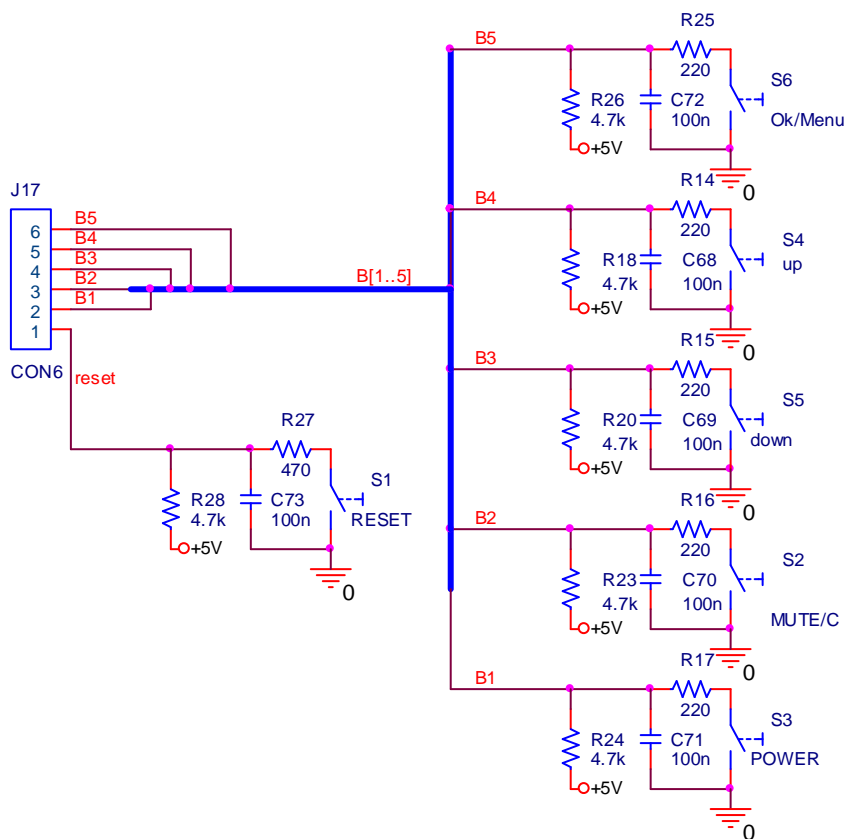 B5
R25
220
R26
4.7k
C72
100n
S6
Ok/Menu
+5V
0
J17
6
5
4
3
2
1
B5
B4
B3
B2
B1
CON6
reset
B[1..5]
B4
R14
220
R18
4.7k
C68
100n
S4
up
+5V
0
B3
R15
220
R20
4.7k
C69
100n
S5
down
+5V
0
R27
470
R28
4.7k
C73
100n
S1
RESET
+5V
0
B2
R16
220
R23
4.7k
C70
100n
S2
MUTE/C
+5V
0
B1
R17
220
R24
4.7k
C71
100n
S3
POWER
+5V
0